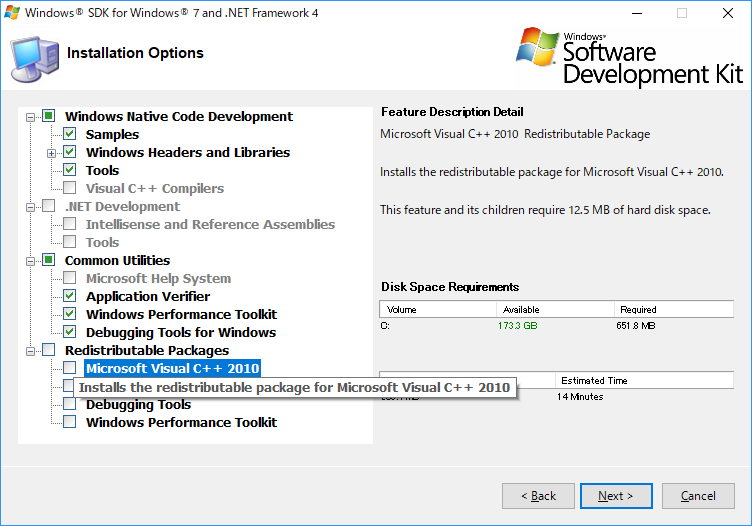 Windows® SDK for Windows® 7 and .NET Framework 4
Installation Options
Windows®
Software
Development Kit
Windows Native Code Development
Samples
Windows Headers and Libraries
Tools
Visual C++ Compilers
.NET Development
Intellisense and Reference Assemblies
Tools
Common Utilities
Microsoft Help System
Application Verifier
Windows Performance Toolkit
Debugging Tools for Windows
Redistributable Packages
Microsoft Visual C++ 2010
Installs the redistributable package for Microsoft Visual C++ 2010
Debugging Tools
Windows Performance Toolkit
Feature Description Detail
Microsoft Visual C++ 2010 Redistributable Package
Installs the redistributable package for Microsoft Visual C++ 2010.
This feature and its children require 12.5 MB of hard disk space.
Disk Space Requirements
Volume Available Required
C: 173.3 GB 651.8 MB
Estimated Time
14 Minutes
< Back
Next >
Cancel